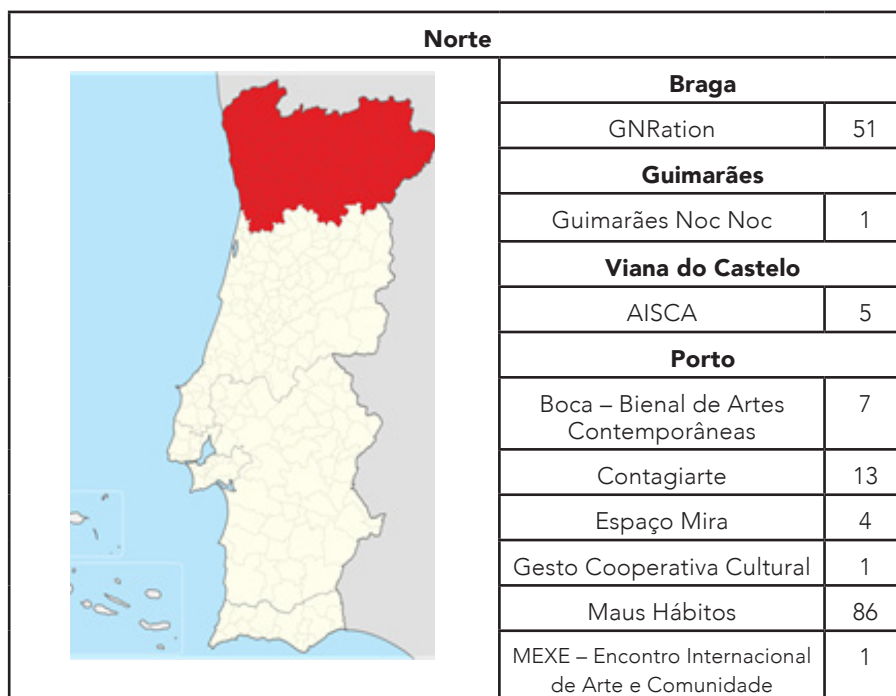 Norte
Braga
GNRation 51
Guimarães
Guimarães Noc Noc 1
Viana do Castelo
AISCA 5
Porto
Boca – Bienal de Artes 7
Contemporâneas
Contagiarte 13
Espaço Mira 4
Gesto Cooperativa Cultural 1
Maus Hábitos 86
MEXE – Encontro Internacional 1
de Arte e Comunidade